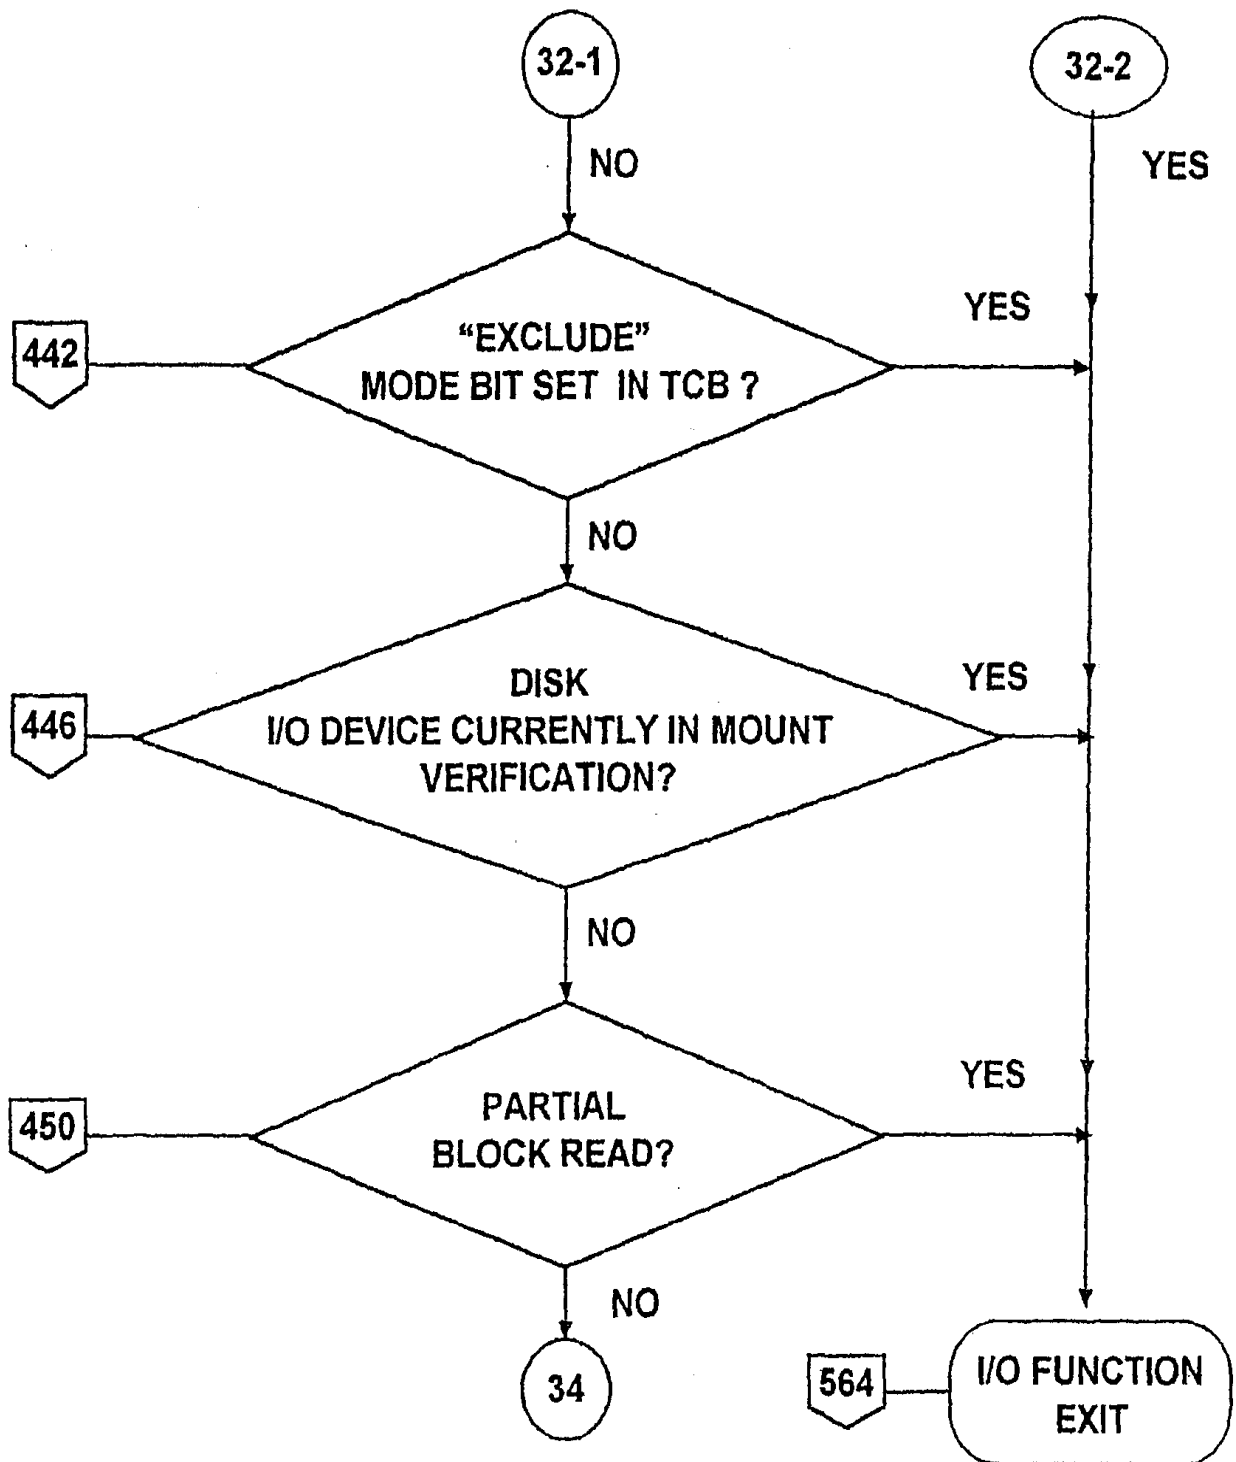 32-1
32-2
NO
YES
YES
442
“EXCLUDE”
MODE BIT SET IN TCB ?
NO
YES
446
DISK
I/O DEVICE CURRENTLY IN MOUNT
VERIFICATION?
NO
YES
450
PARTIAL
BLOCK READ?
NO
34
564
I/O FUNCTION
EXIT